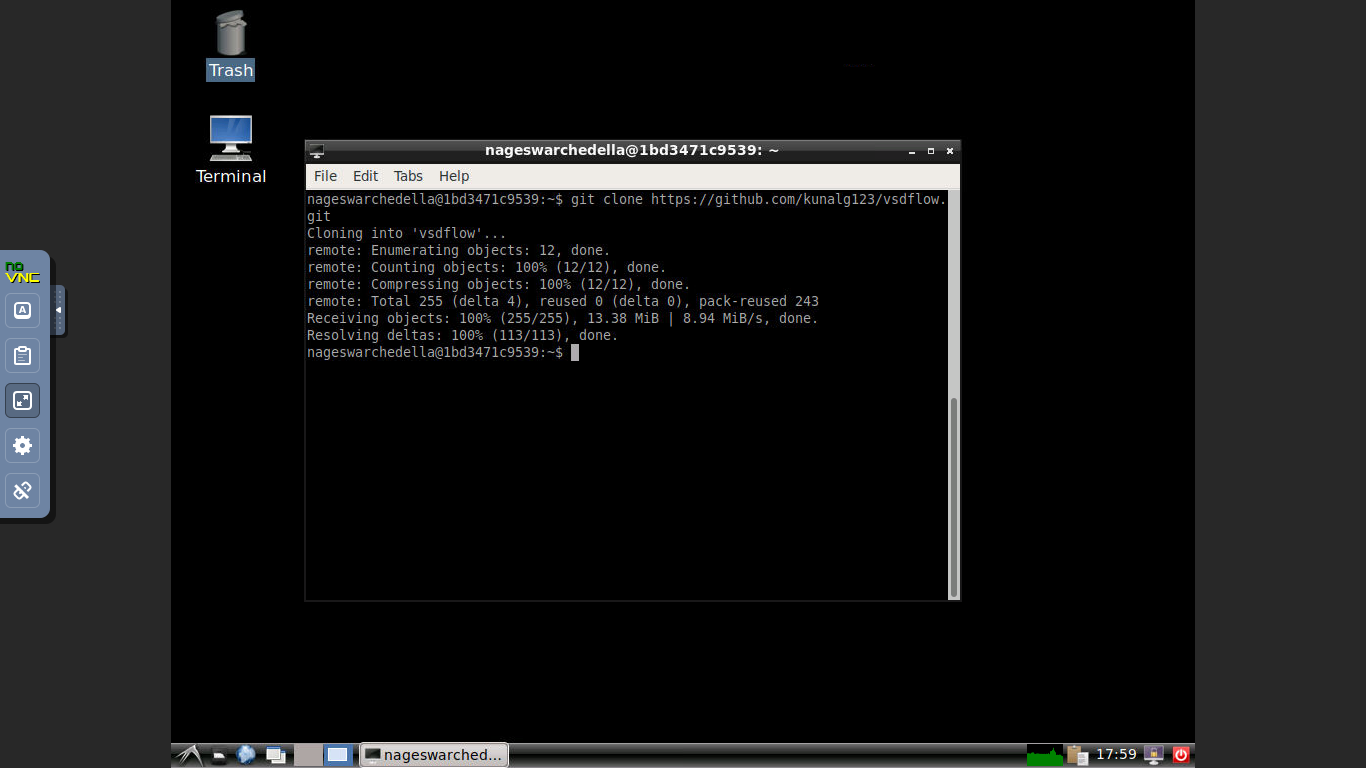 Trash
Terminal
nageswarchedella@1bd3471c9539: ~
File Edit Tabs Help
nageswarchedella@1bd3471c9539:~$ git clone https://github.com/kunalg123/vsdflow.
git
Cloning into 'vsdflow'...
remote: Enumerating objects: 12, done.
remote: Counting objects: 100% (12/12), done.
remote: Compressing objects: 100% (12/12), done.
remote: Total 255 (delta 4), reused 0 (delta 0), pack-reused 243
Receiving objects: 100% (255/255), 13.38 MiB | 8.94 MiB/s, done.
Resolving deltas: 100% (113/113), done.
nageswarchedella@1bd3471c9539:~$
no
VNC
A
nageswarched...
17:59